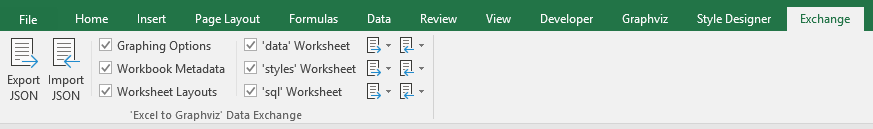 File Home Insert Page Layout Formulas Data Review View Developer Graphviz Style Designer Exchange
Export JSON
Import JSON
Graphing Options
Workbook Metadata
Worksheet Layouts
'data' Worksheet
'styles' Worksheet
'sql' Worksheet
'Excel to Graphviz' Data Exchange